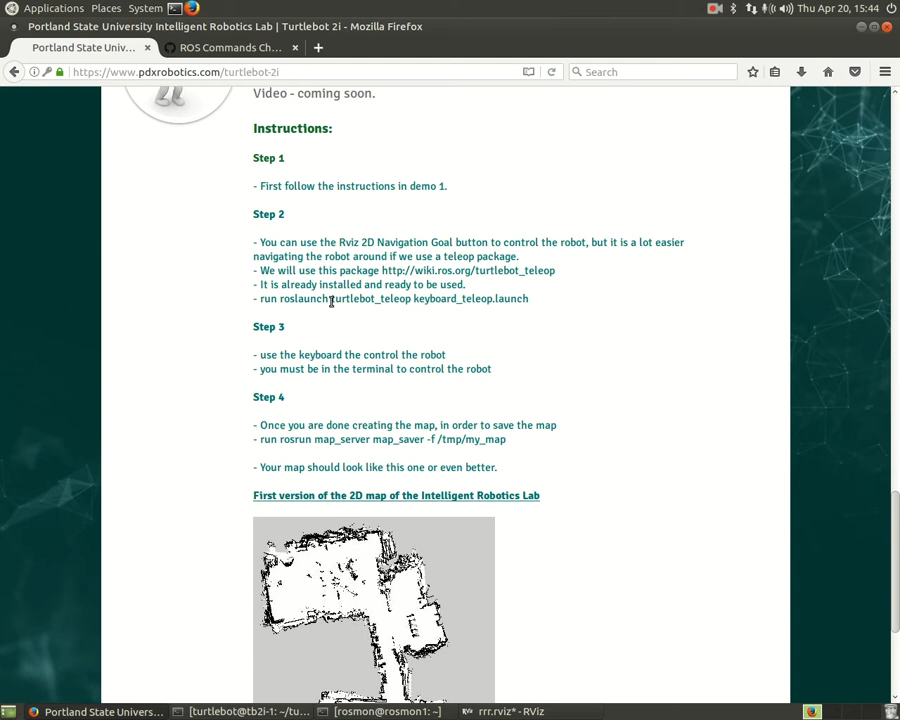 Applications Places System Thu Apr 20, 15:44
Portland State University Intelligent Robotics Lab | Turtlebot 2i - Mozilla Firefox
Portland State Univ... × ROS Commands Ch... × +
https://www.pdxrobotics.com/turtlebot-2i Search
Video - coming soon.
Instructions:
Step 1
- First follow the instructions in demo 1.
Step 2
- You can use the Rviz 2D Navigation Goal button to control the robot, but it is a lot easier
navigating the robot around if we use a teleop package.
- We will use this package http://wiki.ros.org/turtlebot_teleop
- It is already installed and ready to be used.
- run roslaunch turtlebot_teleop keyboard_teleop.launch
Step 3
- use the keyboard the control the robot
- you must be in the terminal to control the robot
Step 4
- Once you are done creating the map, in order to save the map
- run rosrun map_server map_saver -f /tmp/my_map
- Your map should look like this one or even better.
First version of the 2D map of the Intelligent Robotics Lab
Portland State Univers... [turtlebot@tb2i-1: ~/tu... [rosmon@rosmon1: ~] rrr.rviz* - RViz